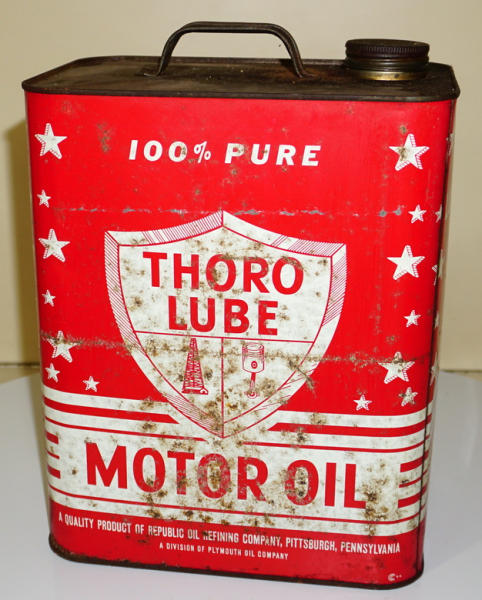 100% PURE
THORO
LUBE
MOTOR OIL
A QUALITY PRODUCT OF REPUBLIC OIL REFINING COMPANY, PITTSBURGH, PENNSYLVANIA
A DIVISION OF PLYMOUTH OIL COMPANY